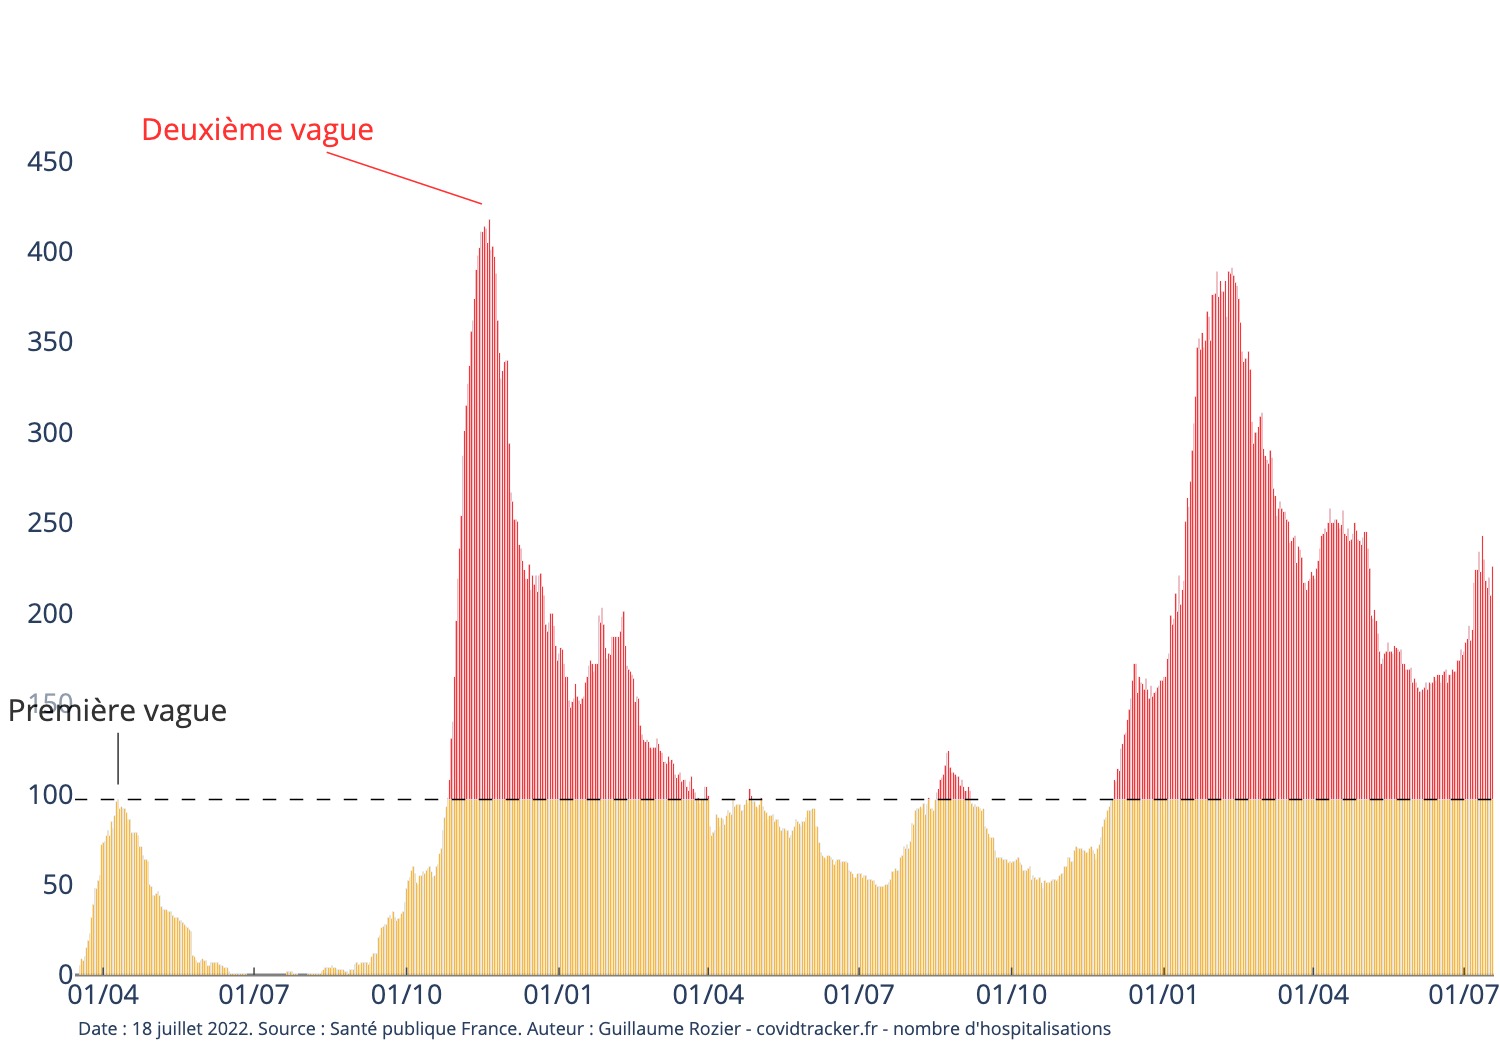 Deuxième vague
450
400
350
300
250
200
150
Première vague
100
50
0
01/04 01/07 01/10 01/01 01/04 01/07 01/10 01/01 01/04 01/07
Date : 18 juillet 2022. Source : Santé publique France. Auteur : Guillaume Rozier - covidtracker.fr - nombre d'hospitalisations